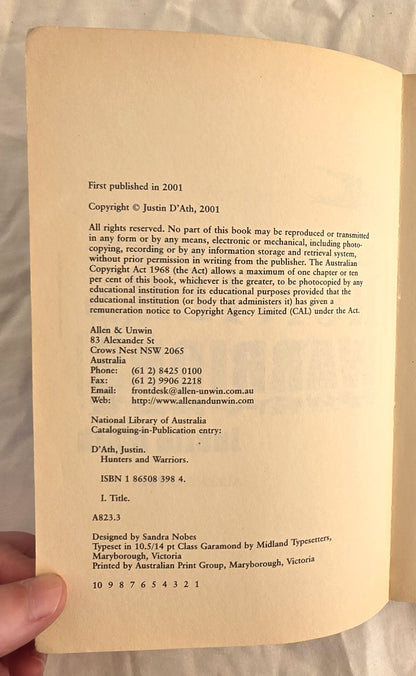 First published in 2001
Copyright © Justin D'Ath, 2001
All rights reserved. No part of this book may be reproduced or transmitted
in any form or by any means, electronic or mechanical, including photo-
copying, recording or by any information storage and retrieval system,
without prior permission in writing from the publisher. The Australian
Copyright Act 1968 (the Act) allows a maximum of one chapter or ten
per cent of this book, whichever is the greater, to be photocopied by any
educational institution for its educational purposes provided that the
educational institution (or body that administers it) has given a
remuneration notice to Copyright Agency Limited (CAL) under the Act.
Allen & Unwin
83 Alexander St
Crows Nest NSW 2065
Australia
Phone: (61 2) 8425 0100
Fax: (61 2) 9906 2218
Email: frontdesk@allen-unwin.com.au
Web: http://www.allenandunwin.com
National Library of Australia
Cataloguing-in-Publication entry:
D'Ath, Justin.
Hunters and Warriors.
ISBN 1 86508 398 4.
I. Title.
A823.3
Designed by Sandra Nobes
Typeset in 10.5/14 pt Class Garamond by Midland Typesetters,
Maryborough, Victoria
Printed by Australian Print Group, Maryborough, Victoria
10 9 8 7 6 5 4 3 2 1